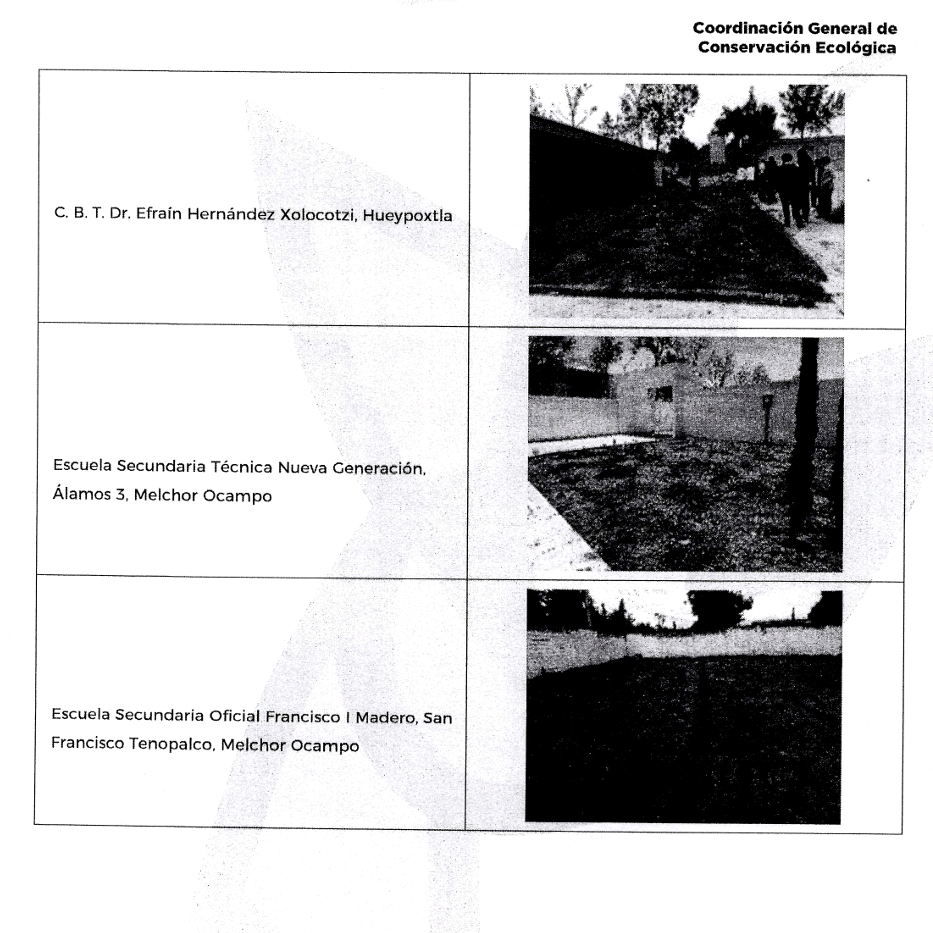 Coordinación General de
Conservación Ecológica
C. B. T. Dr. Efraín Hernández Xolocotzi, Hueypoxtla
Escuela Secundaria Técnica Nueva Generación,
Álamos 3, Melchor Ocampo
Escuela Secundaria Oficial Francisco I Madero, San
Francisco Tenopalco, Melchor Ocampo